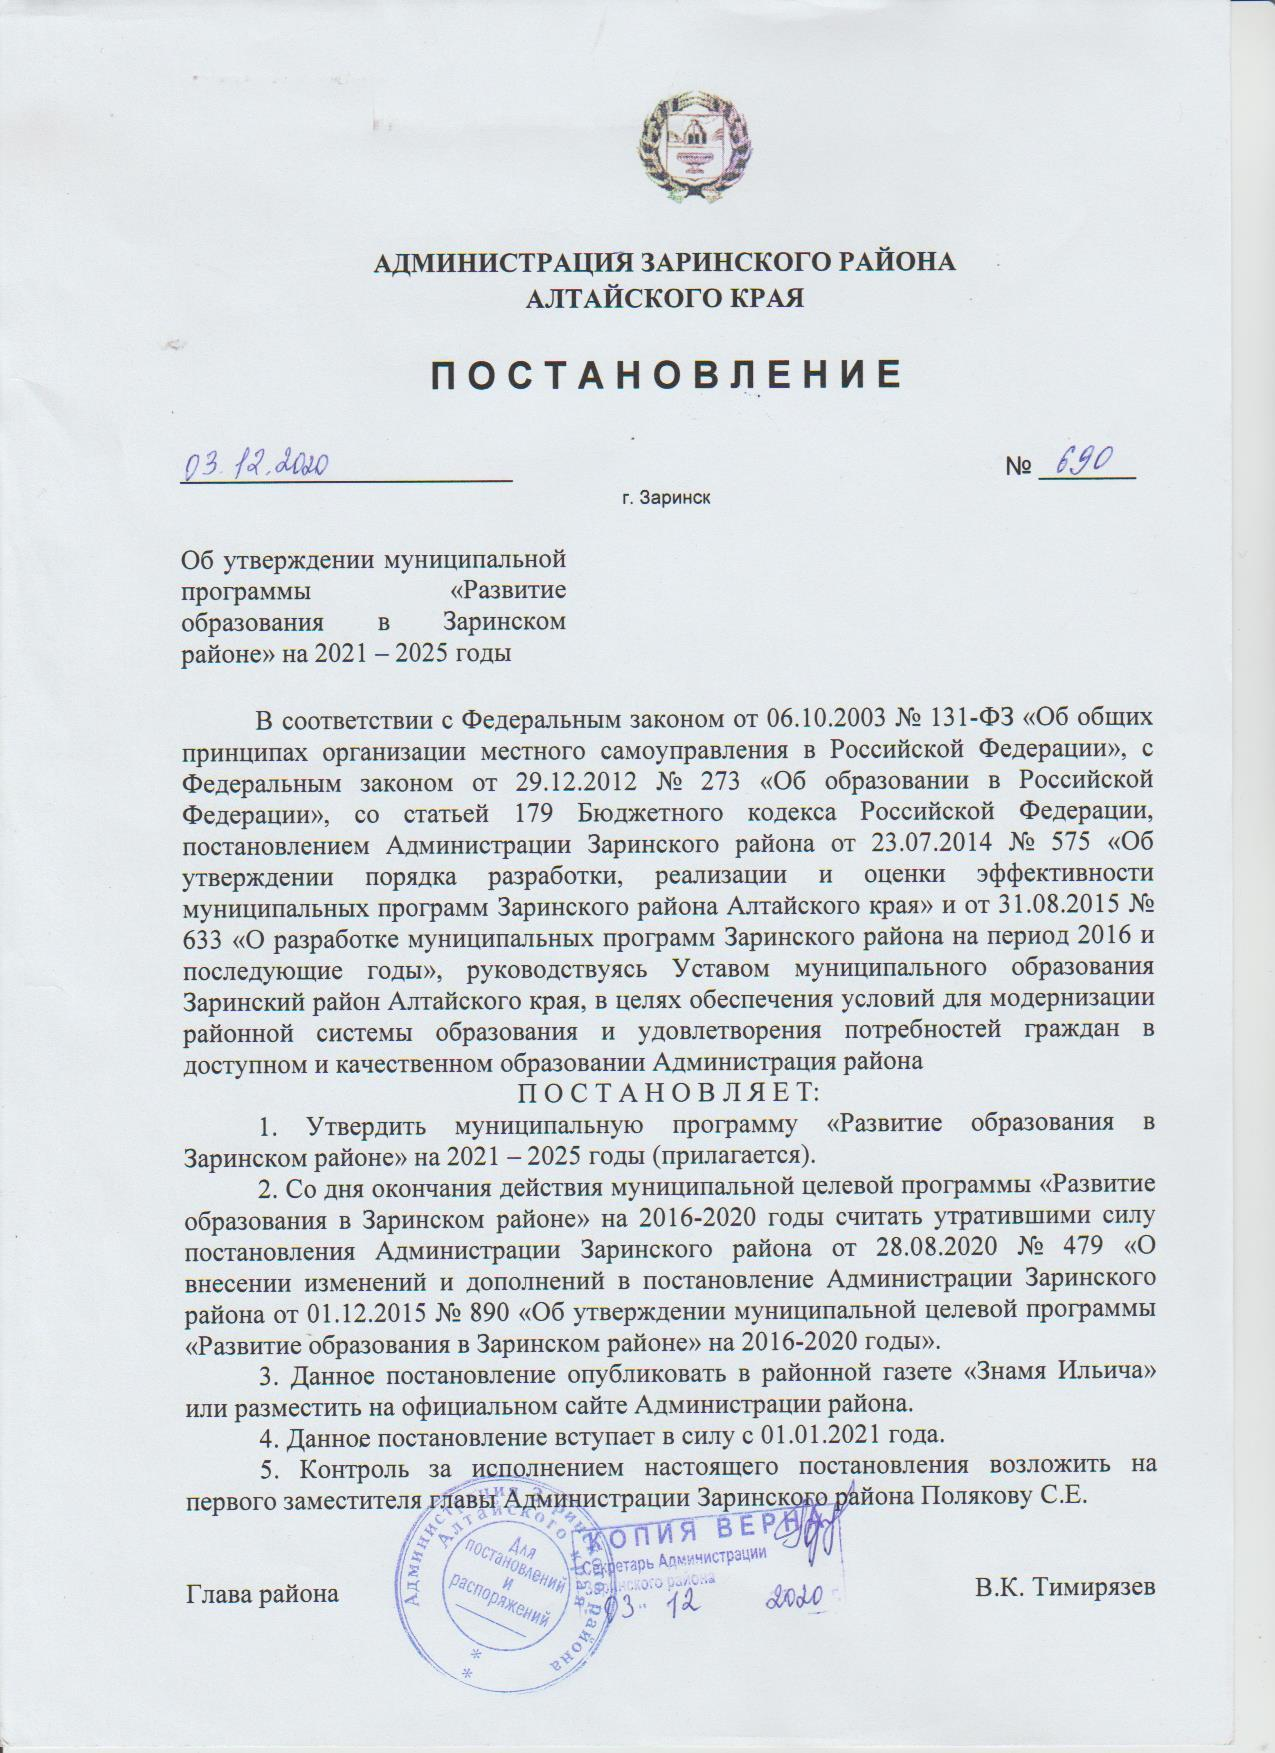 АДМИНИСТРАЦИЯ ЗАРИНСКОГО РАЙОНА
АЛТАЙСКОГО КРАЯ
П О С Т А Н О В Л Е Н И Е
03.12.2020 № 690
г. Заринск
Об утверждении муниципальной
программы «Развитие
образования в Заринском
районе» на 2021 – 2025 годы
В соответствии с Федеральным законом от 06.10.2003 № 131-ФЗ «Об общих
принципах организации местного самоуправления в Российской Федерации», с
Федеральным законом от 29.12.2012 № 273 «Об образовании в Российской
Федерации», со статьей 179 Бюджетного кодекса Российской Федерации,
постановлением Администрации Заринского района от 23.07.2014 № 575 «Об
утверждении порядка разработки, реализации и оценки эффективности
муниципальных программ Заринского района Алтайского края» и от 31.08.2015 №
633 «О разработке муниципальных программ Заринского района на период 2016 и
последующие годы», руководствуясь Уставом муниципального образования
Заринский район Алтайского края, в целях обеспечения условий для модернизации
районной системы образования и удовлетворения потребностей граждан в
доступном и качественном образовании Администрация района
П О С Т А Н О В Л Я Е Т:
1. Утвердить муниципальную программу «Развитие образования в
Заринском районе» на 2021 – 2025 годы (прилагается).
2. Со дня окончания действия муниципальной целевой программы «Развитие
образования в Заринском районе» на 2016-2020 годы считать утратившими силу
постановления Администрации Заринского района от 28.08.2020 № 479 «О
внесении изменений и дополнений в постановление Администрации Заринского
района от 01.12.2015 № 890 «Об утверждении муниципальной целевой программы
«Развитие образования в Заринском районе» на 2016-2020 годы».
3. Данное постановление опубликовать в районной газете «Знамя Ильича»
или разместить на официальном сайте Администрации района.
4. Данное постановление вступает в силу с 01.01.2021 года.
5. Контроль за исполнением настоящего постановления возложить на
первого заместителя главы Администрации Заринского района Полякову С.Е.
Администрация Заринского района
Алтайского края
Для
постановлений
и
распоряжений
КОПИЯ ВЕРНА
Секретарь Администрации
Заринского района
03 12 2020 г.
Глава района В.К. Тимирязев